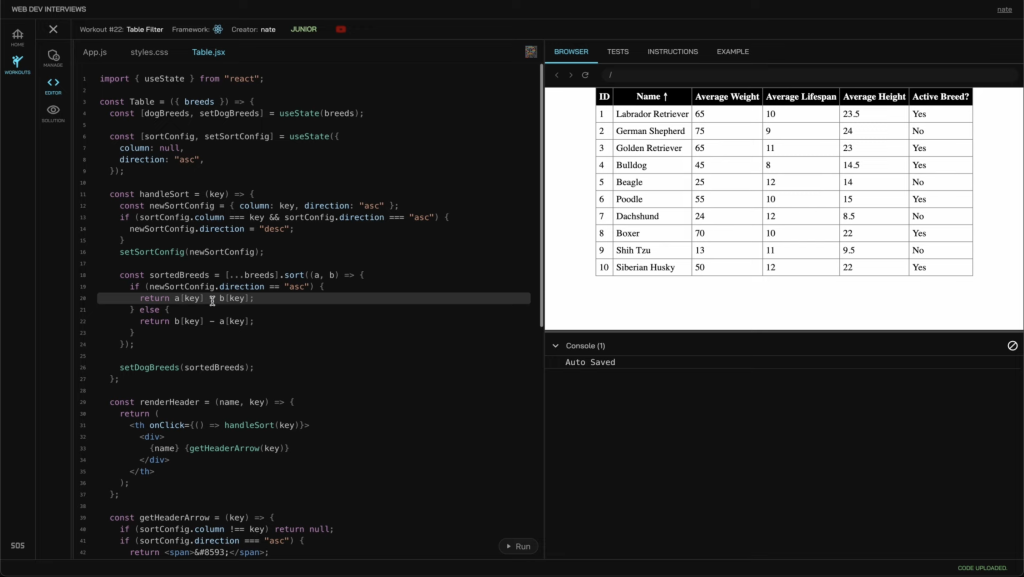 WEB DEV INTERVIEWS
nate
HOME
WORKOUTS
SOS
MANAGE
EDITOR
SOLUTION
Workout #22: Table Filter Framework: Creator: nate JUNIOR
App.js styles.css Table.jsx
1 import { useState } from "react";
2
3 const Table = ({ breeds }) => {
4 const [dogBreeds, setDogBreeds] = useState(breeds);
5
6 const [sortConfig, setSortConfig] = useState({
7 column: null,
8 direction: "asc",
9 });
10
11 const handleSort = (key) => {
12 const newSortConfig = { column: key, direction: "asc" };
13 if (sortConfig.column === key && sortConfig.direction === "asc") {
14 newSortConfig.direction = "desc";
15 }
16 setSortConfig(newSortConfig);
17
18 const sortedBreeds = [...breeds].sort((a, b) => {
19 if (newSortConfig.direction == "asc") {
20 return a[key] - b[key];
21 } else {
22 return b[key] - a[key];
23 }
24 });
25
26 setDogBreeds(sortedBreeds);
27 };
28
29 const renderHeader = (name, key) => {
30 return (
31 <th onClick={() => handleSort(key)}>
32 <div>
33 {name} {getHeaderArrow(key)}
34 </div>
35 </th>
36 );
37 };
38
39 const getHeaderArrow = (key) => {
40 if (sortConfig.column !== key) return null;
41 if (sortConfig.direction === "asc") {
42 return <span>&#8593;</span>;
Run
BROWSER TESTS INSTRUCTIONS EXAMPLE
/
ID Name ↑ Average Weight Average Lifespan Average Height Active Breed?
1 Labrador Retriever 65 10 23.5 Yes
2 German Shepherd 75 9 24 No
3 Golden Retriever 65 11 23 Yes
4 Bulldog 45 8 14.5 Yes
5 Beagle 25 12 14 No
6 Poodle 55 10 15 Yes
7 Dachshund 24 12 8.5 No
8 Boxer 70 10 22 Yes
9 Shih Tzu 13 11 9.5 No
10 Siberian Husky 50 12 22 Yes
Console (1)
Auto Saved
CODE UPLOADED.